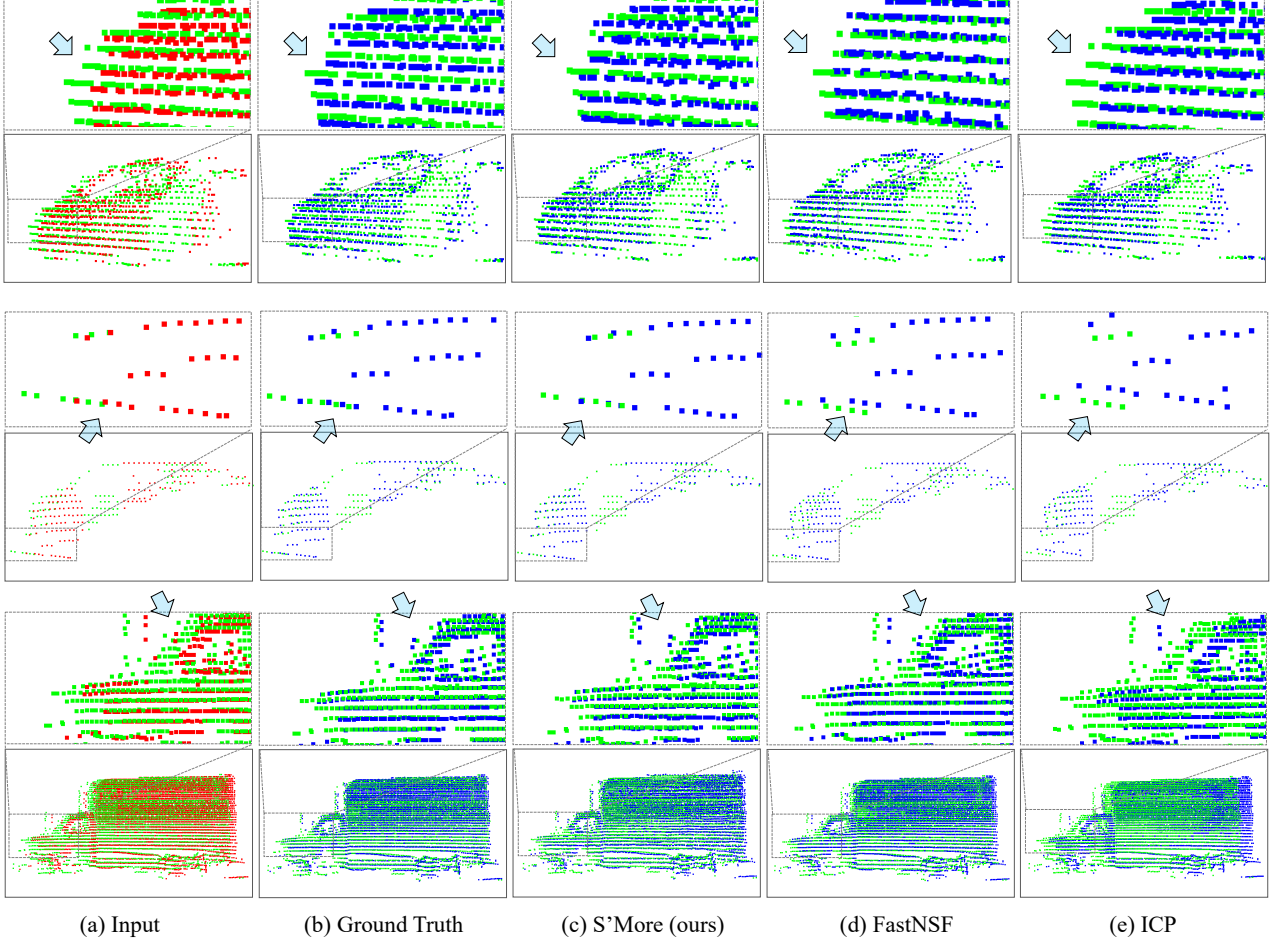 (a) Input
(b) Ground Truth
(c) S’More (ours)
(d) FastNSF
(e) ICP